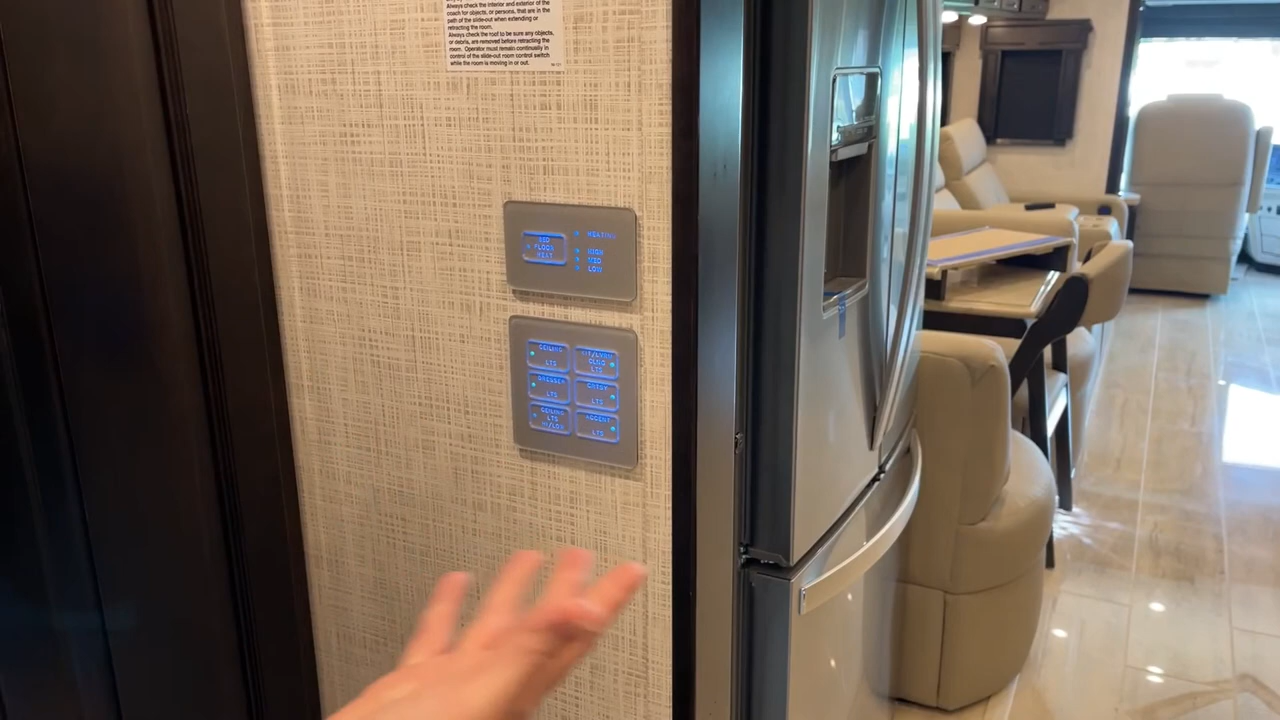 Always check the interior and exterior of the
coach for objects, or persons, that are in the
path of the slide-out when extending or
retracting the room.
Always check the roof to be sure any objects,
or debris, are removed before retracting the
room. Operator must remain continually in
control of the slide-out room control switch
while the room is moving in or out.
HEATING
BED
FLOOR
HEAT
HIGH
MED
LOW
CEILING
LTS
KIT/LVRM
CLNG
LTS
DRESSER
LTS
ENTRY
LTS
CEILING
LTS
HI/LOW
ACCENT
LTS